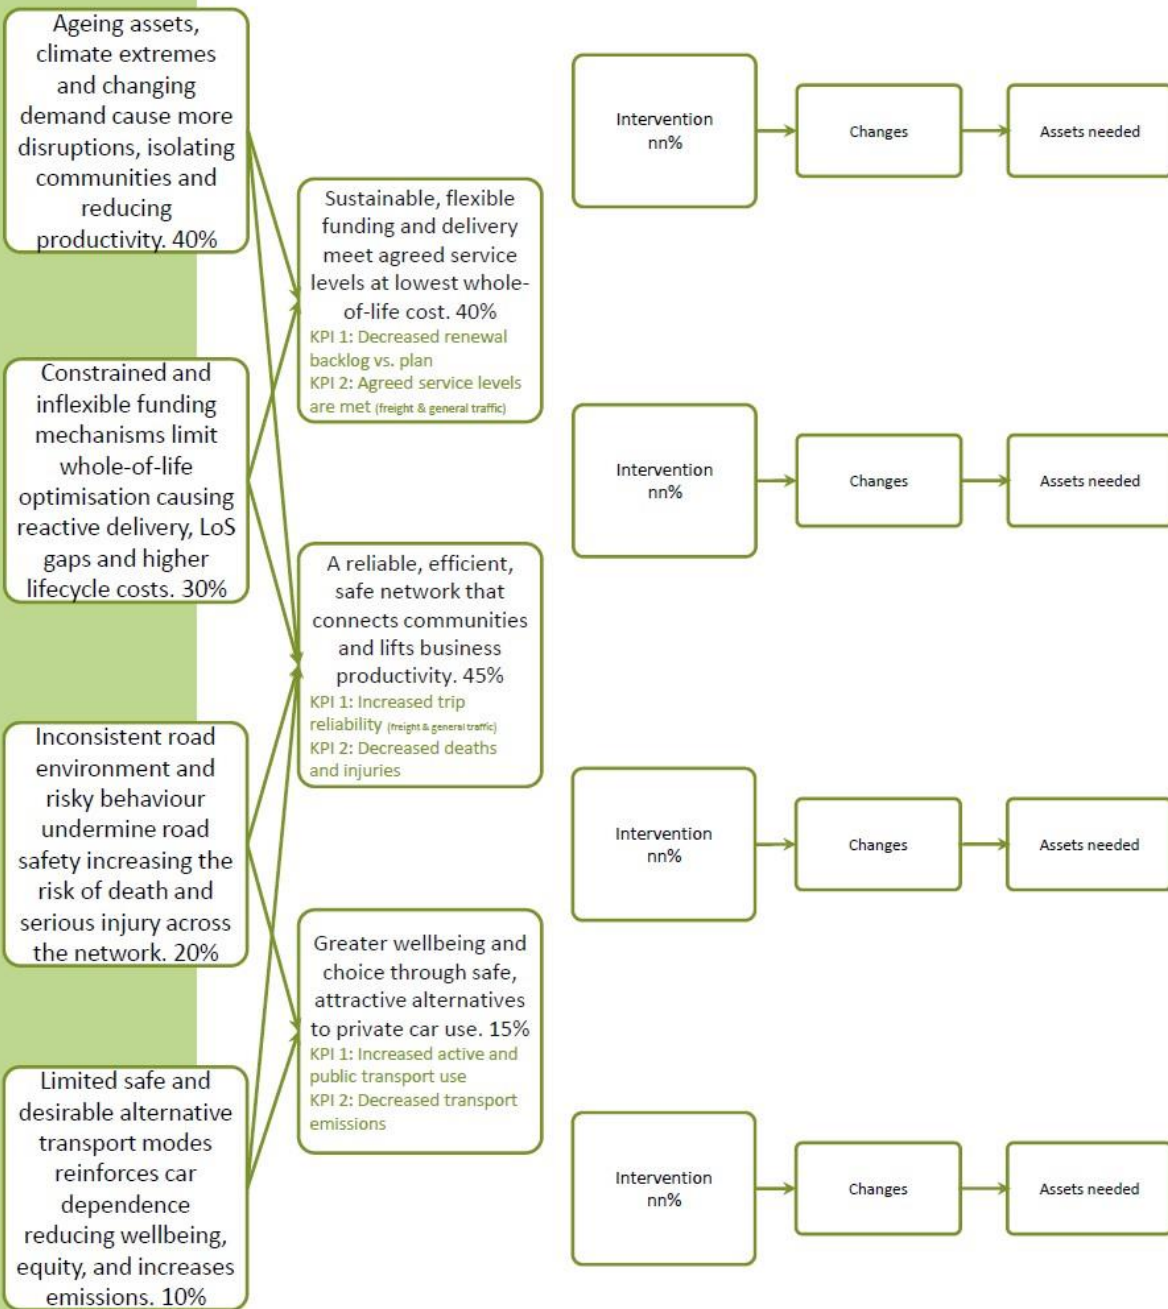 Ageing assets,
climate extremes
and changing
demand cause more
disruptions, isolating
communities and
reducing
productivity. 40%
Constrained and
inflexible funding
mechanisms limit
whole-of-life
optimisation causing
reactive delivery, LoS
gaps and higher
lifecycle costs. 30%
Inconsistent road
environment and
risky behaviour
undermine road
safety increasing the
risk of death and
serious injury across
the network. 20%
Limited safe and
desirable alternative
transport modes
reinforces car
dependence
reducing wellbeing,
equity, and increases
emissions. 10%
Sustainable, flexible
funding and delivery
meet agreed service
levels at lowest whole-
of-life cost. 40%
KPI 1: Decreased renewal
backlog vs. plan
KPI 2: Agreed service levels
are met (freight & general traffic)
A reliable, efficient,
safe network that
connects communities
and lifts business
productivity. 45%
KPI 1: Increased trip
reliability (freight & general traffic)
KPI 2: Decreased deaths
and injuries
Greater wellbeing and
choice through safe,
attractive alternatives
to private car use. 15%
KPI 1: Increased active and
public transport use
KPI 2: Decreased transport
emissions
Intervention
nn%
Changes
Assets needed
Intervention
nn%
Changes
Assets needed
Intervention
nn%
Changes
Assets needed
Intervention
nn%
Changes
Assets needed